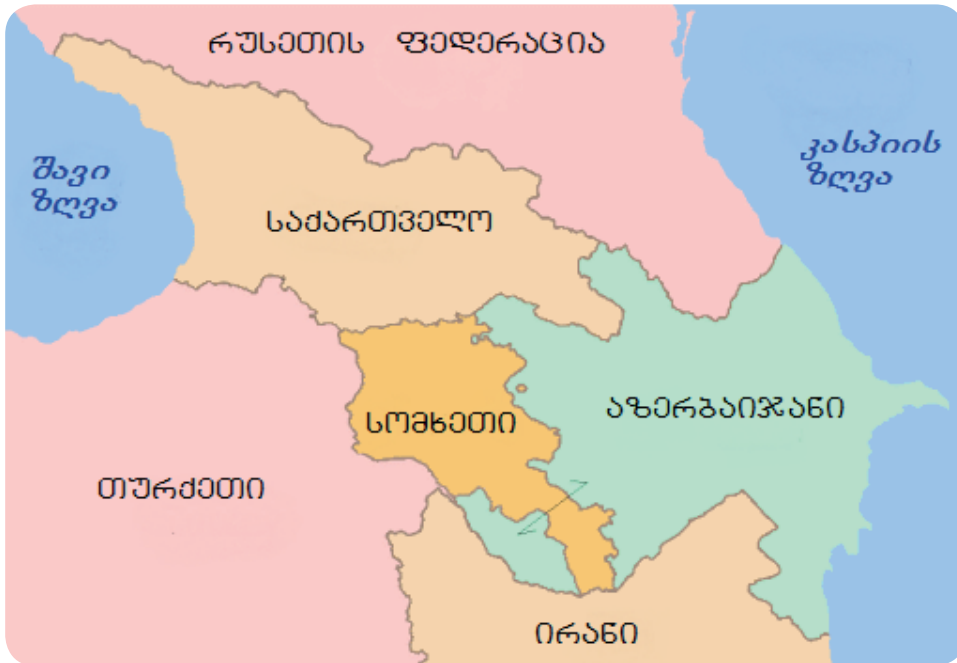 რუსეთის ფედერაცია
შავი
ზღვა
კასპიის
ზღვა
საქართველო
სომხეთი
აზერბაიჯანი
თურქეთი
ირანი